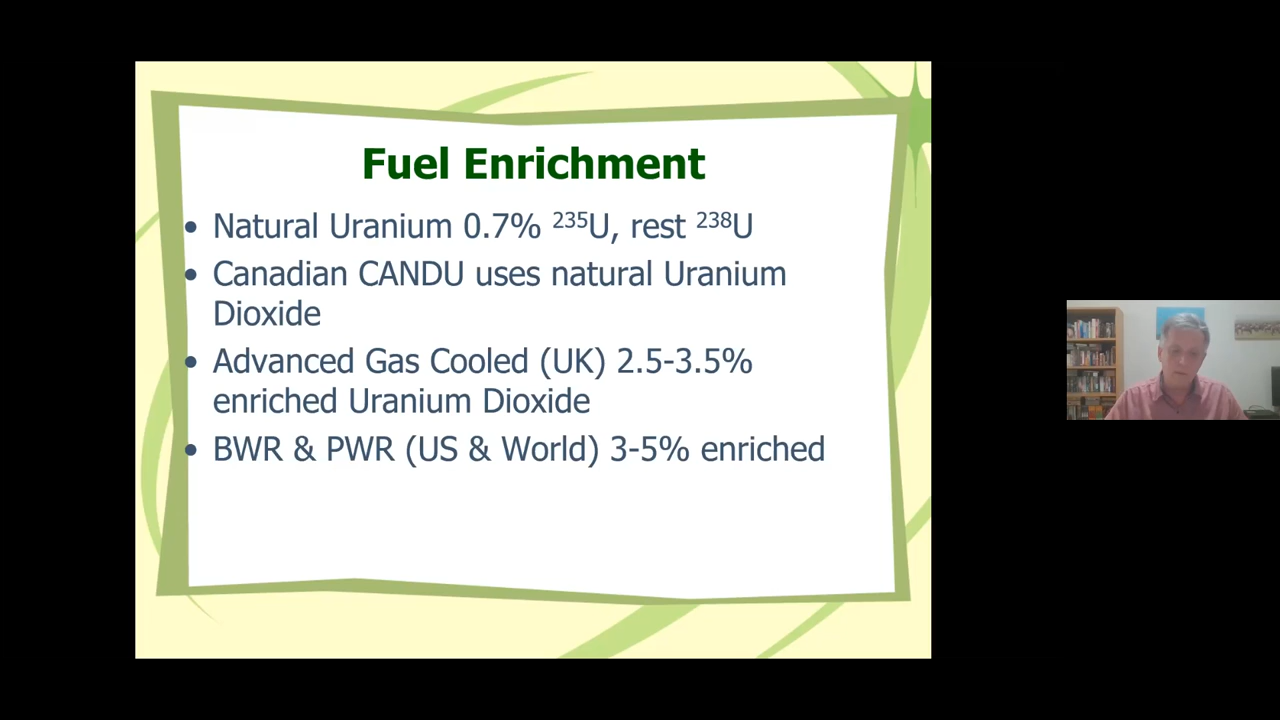 Fuel Enrichment
• Natural Uranium 0.7% ²³⁵U, rest ²³⁸U
• Canadian CANDU uses natural Uranium
Dioxide
• Advanced Gas Cooled (UK) 2.5-3.5%
enriched Uranium Dioxide
• BWR & PWR (US & World) 3-5% enriched